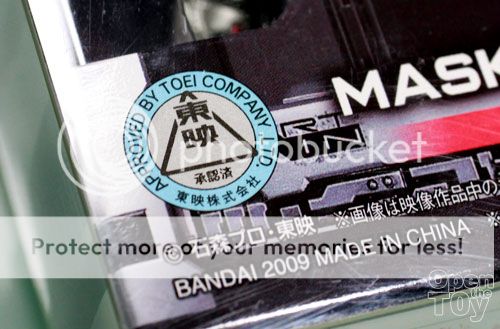 APPROVED BY TOEI COMPANY, LTD
東映
承認済
東映株式会社
MASK
photobucket
Protect more of your memories for less!
©石森プロ・東映 ※画像は映像作品中の
BANDAI 2009 MADE IN CHINA
Open
the
Toy